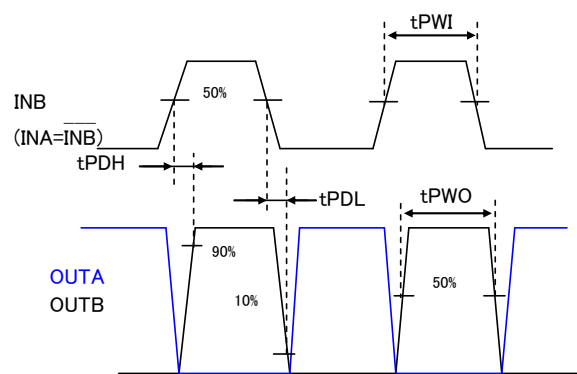 tPWI
INB
50%
(INA=INB)
tPDH
tPDL
tPWO
90%
OUTA
50%
OUTB
10%